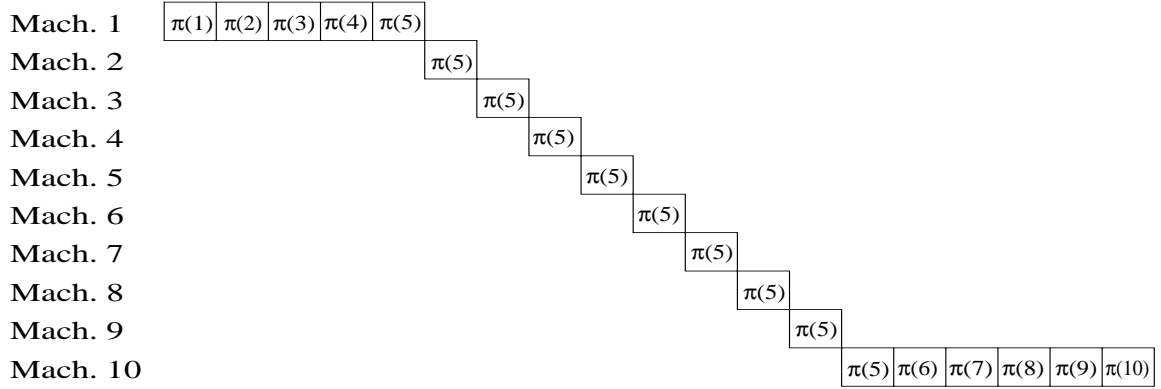 Mach. 1 π(1) π(2) π(3) π(4) π(5)
Mach. 2 π(5)
Mach. 3 π(5)
Mach. 4 π(5)
Mach. 5 π(5)
Mach. 6 π(5)
Mach. 7 π(5)
Mach. 8 π(5)
Mach. 9 π(5)
Mach. 10 π(5) π(6) π(7) π(8) π(9) π(10)